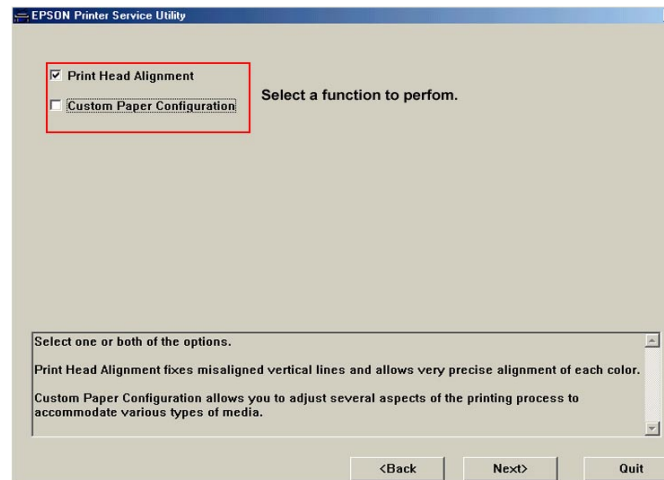 EPSON Printer Service Utility
Print Head Alignment
Custom Paper Configuration
Select a function to perfom.
Select one or both of the options.
Print Head Alignment fixes misaligned vertical lines and allows very precise alignment of each color.
Custom Paper Configuration allows you to adjust several aspects of the printing process to
accommodate various types of media.
<Back Next> Quit